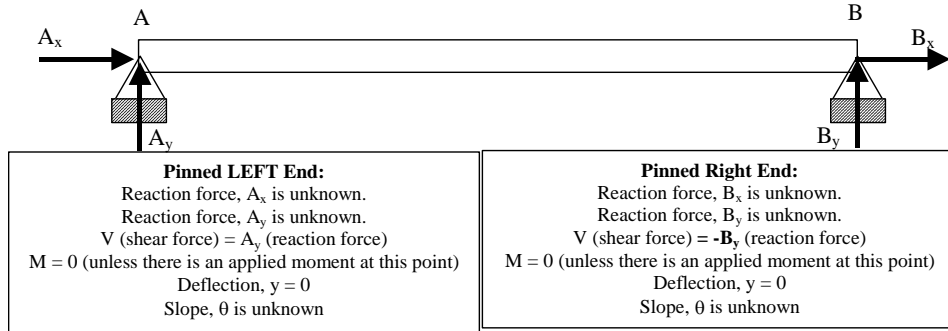 A
B
Ax
Bx
Ay
By
Pinned LEFT End:
Reaction force, Ax is unknown.
Reaction force, Ay is unknown.
V (shear force) = Ay (reaction force)
M = 0 (unless there is an applied moment at this point)
Deflection, y = 0
Slope, θ is unknown
Pinned Right End:
Reaction force, Bx is unknown.
Reaction force, By is unknown.
V (shear force) = -By (reaction force)
M = 0 (unless there is an applied moment at this point)
Deflection, y = 0
Slope, θ is unknown